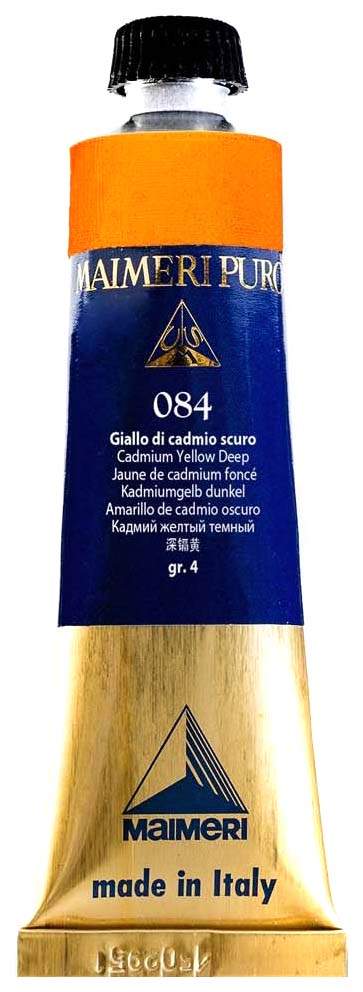 MAIMERI PURO
084
Giallo di cadmio scuro
Cadmium Yellow Deep
Jaune de cadmium foncé
Kadmiumgelb dunkel
Amarillo de cadmio oscuro
Кадмий желтый темный
深镉黄
gr. 4
MAIMERI
made in Italy